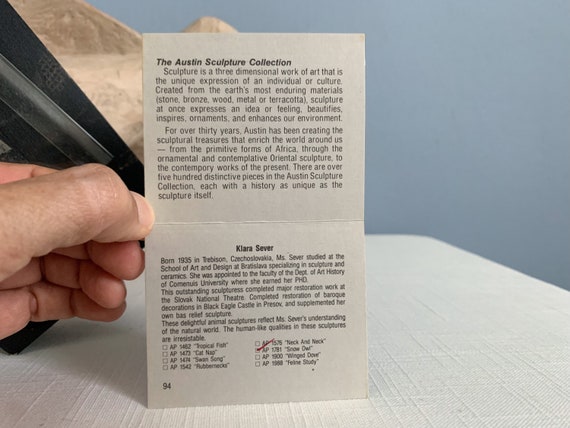 The Austin Sculpture Collection
Sculpture is a three dimensional work of art that is
the unique expression of an individual or culture.
Created from the earth's most enduring materials
(stone, bronze, wood, metal or terracotta), sculpture
at once expresses an idea or feeling, beautifies,
inspires, ornaments, and enhances our environment.
For over thirty years, Austin has been creating the
sculptural treasures that enrich the world around us
— from the primitive forms of Africa, through the
ornamental and contemplative Oriental sculpture, to
the contempory works of the present. There are over
five hundred distinctive pieces in the Austin Sculpture
Collection, each with a history as unique as the
sculpture itself.
Klara Sever
Born 1935 in Trebison, Czechoslovakia, Ms. Sever studied at the
School of Art and Design at Bratislava specializing in sculpture and
ceramics. She was appointed to the faculty of the Dept. of Art History
of Comenuis University where she earned her PHD.
This outstanding sculptures completed major restoration work at
the Slovak National Theatre. Completed restoration of baroque
decorations in Black Eagle Castle in Presov, and supplemented her
own bas relief sculpture.
These delightful animal sculptures reflect Ms. Sever's understanding
of the natural world. The human-like qualities in these sculptures
are irresistible.
☐ AP 1462 "Tropical Fish" ☐ AP 1576 "Neck And Neck"
☐ AP 1473 "Cat Nap" ☑ AP 1781 "Snow Owl"
☐ AP 1474 "Swan Song" ☐ AP 1900 "Winged Dove"
☐ AP 1542 "Rubbernecks" ☐ AP 1988 "Feline Study"
94